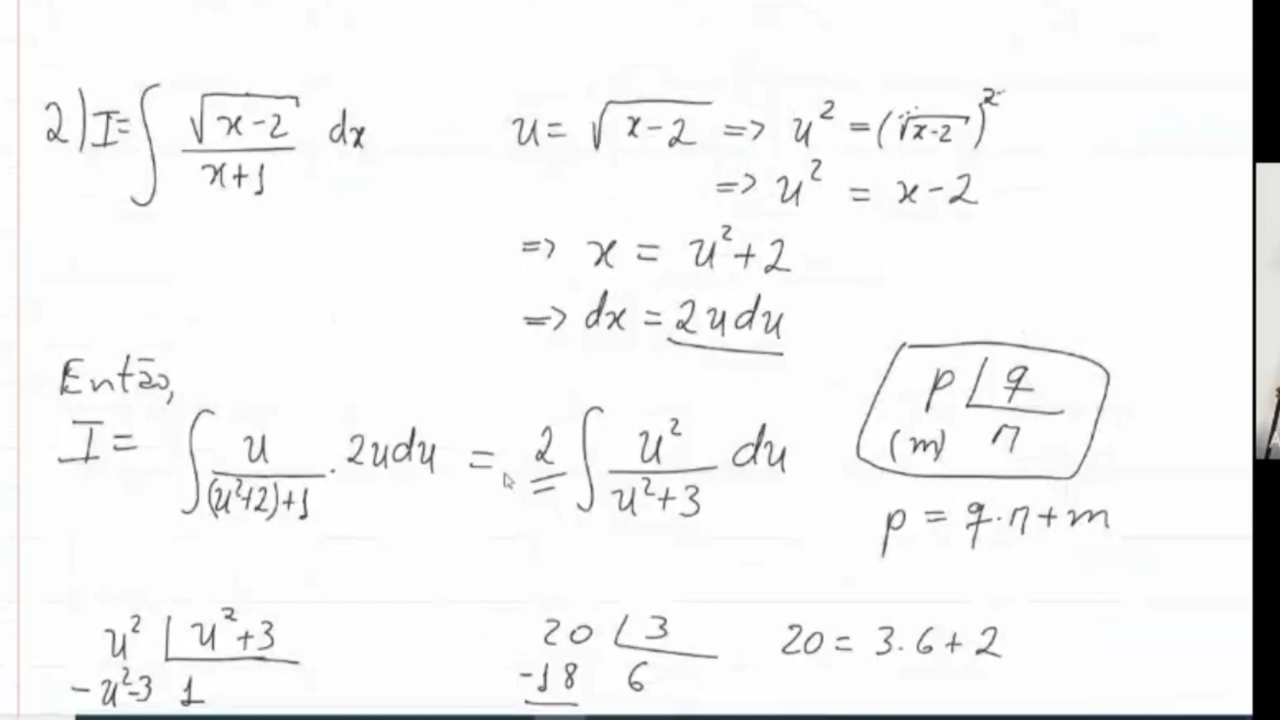 2) I = ∫ √(x-2) / (x+1) dx
u = √(x-2) => u² = (√(x-2))²
=> u² = x-2
=> x = u²+2
=> dx = 2udu
Então,
I = ∫ u / ((u²+2)+1) . 2udu = 2 ∫ u² / (u²+3) du
p | q
(m) r
p = q.r+m
u² | u²+3
-u²-3 1
20 | 3
-18 6
20 = 3.6+2